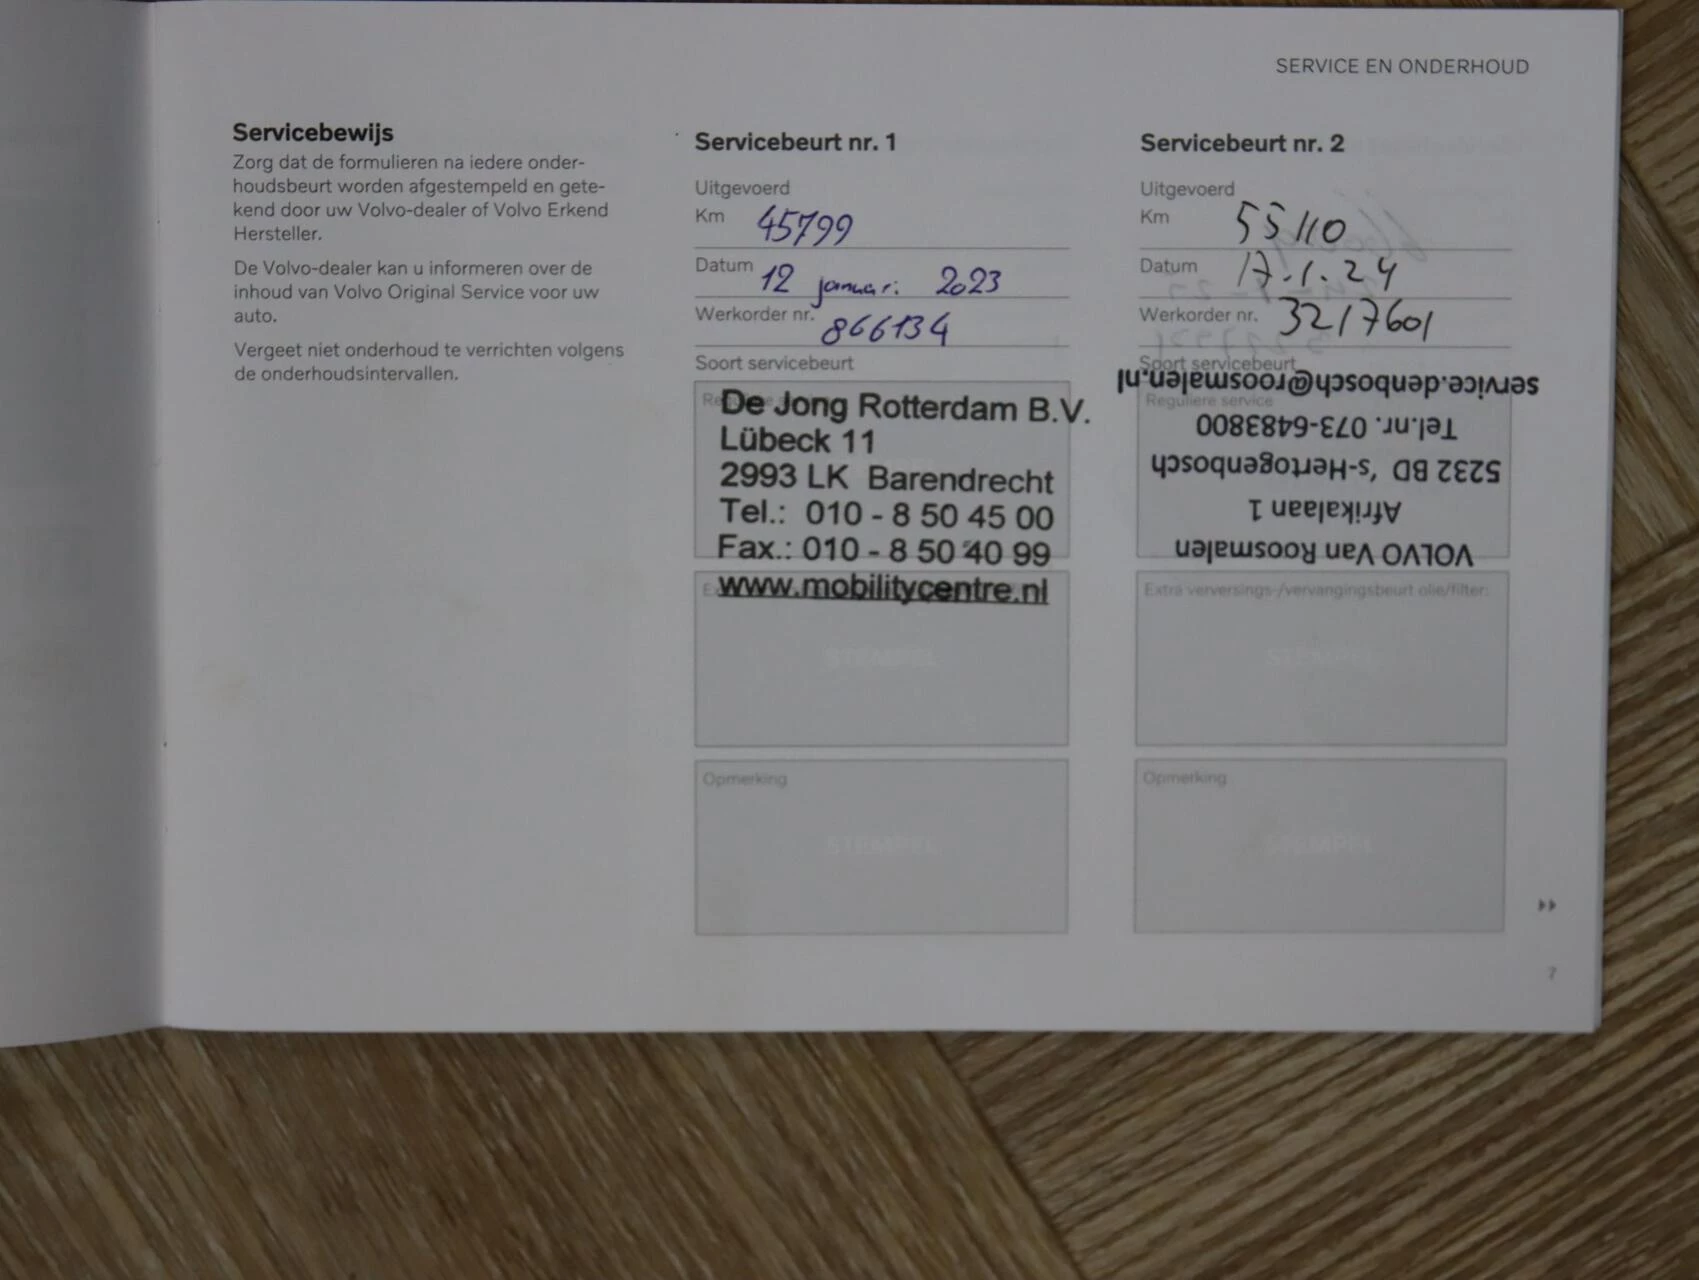 SERVICE EN ONDERHOUD
Servicebewijs
Zorg dat de formulieren na iedere onder-
houdsbeurt worden afgestempeld en gete-
kend door uw Volvo-dealer of Volvo Erkend
Hersteller.
De Volvo-dealer kan u informeren over de
inhoud van Volvo Original Service voor uw
auto.
Vergeet niet onderhoud te verrichten volgens
de onderhoudsintervallen.
Servicebeurt nr. 1
Uitgevoerd
Km 45799
Datum 12 januari 2023
Werkorder nr. 866134
Soort servicebeurt
De Jong Rotterdam B.V.
Lübeck 11
2993 LK Barendrecht
Tel.: 010 - 8 50 45 00
Fax.: 010 - 8 50 40 99
www.mobilitycentre.nl
STEMPEL
Opmerking
STEMPEL
Servicebeurt nr. 2
Uitgevoerd
Km 55110
Datum 17.1.24
Werkorder nr. 3217601
Soort servicebeurt
Reguliere service
VOLVO Van Roosmalen
Afrikalaan 1
5232 BD 's-Hertogenbosch
Tel.nr. 073-6483800
service.denbosch@roosmalen.nl
Extra verversings-/vervangingsbeurt olie/filter:
STEMPEL
Opmerking
STEMPEL
7